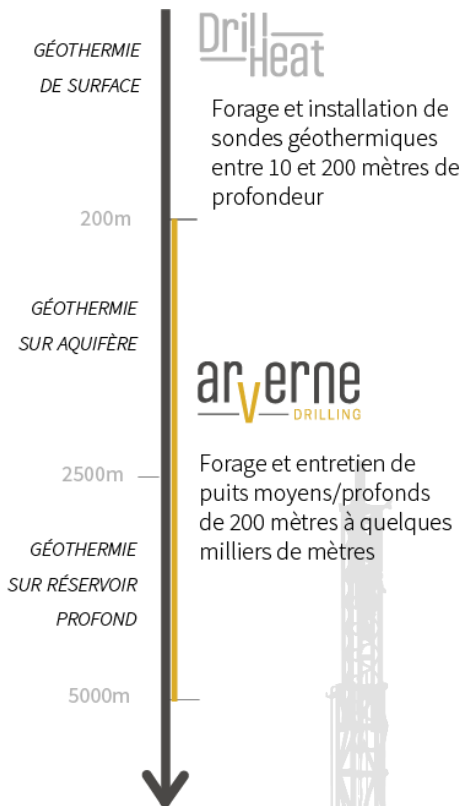 GÉOTHERMIE
DE SURFACE
Drill
Heat
Forage et installation de
sondes géothermiques
entre 10 et 200 mètres de
profondeur
200m
GÉOTHERMIE
SUR AQUIFÈRE
arverne
DRILLING
Forage et entretien de
puits moyens/profonds
de 200 mètres à quelques
milliers de mètres
2500m
GÉOTHERMIE
SUR RÉSERVOIR
PROFOND
5000m